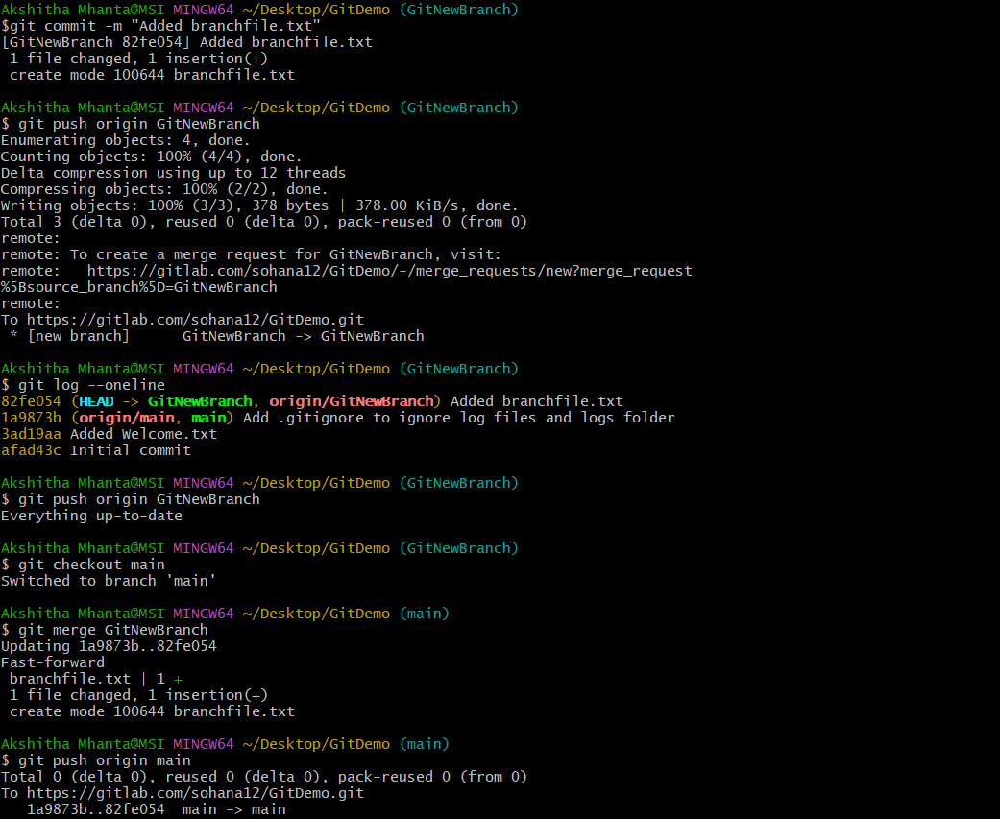 Akshitha Mhanta@MSI MINGW64 ~/Desktop/GitDemo (GitNewBranch)
$git commit -m "Added branchfile.txt"
[GitNewBranch 82fe054] Added branchfile.txt
 1 file changed, 1 insertion(+)
 create mode 100644 branchfile.txt

Akshitha Mhanta@MSI MINGW64 ~/Desktop/GitDemo (GitNewBranch)
$ git push origin GitNewBranch
Enumerating objects: 4, done.
Counting objects: 100% (4/4), done.
Delta compression using up to 12 threads
Compressing objects: 100% (2/2), done.
Writing objects: 100% (3/3), 378 bytes | 378.00 KiB/s, done.
Total 3 (delta 0), reused 0 (delta 0), pack-reused 0 (from 0)
remote:
remote: To create a merge request for GitNewBranch, visit:
remote:   https://gitlab.com/sohana12/GitDemo/-/merge_requests/new?merge_request
%5Bsource_branch%5D=GitNewBranch
remote:
To https://gitlab.com/sohana12/GitDemo.git
 * [new branch]      GitNewBranch -> GitNewBranch

Akshitha Mhanta@MSI MINGW64 ~/Desktop/GitDemo (GitNewBranch)
$ git log --oneline
82fe054 (HEAD -> GitNewBranch, origin/GitNewBranch) Added branchfile.txt
1a9873b (origin/main, main) Add .gitignore to ignore log files and logs folder
3ad19aa Added Welcome.txt
afad43c Initial commit

Akshitha Mhanta@MSI MINGW64 ~/Desktop/GitDemo (GitNewBranch)
$ git push origin GitNewBranch
Everything up-to-date

Akshitha Mhanta@MSI MINGW64 ~/Desktop/GitDemo (GitNewBranch)
$ git checkout main
Switched to branch 'main'

Akshitha Mhanta@MSI MINGW64 ~/Desktop/GitDemo (main)
$ git merge GitNewBranch
Updating 1a9873b..82fe054
Fast-forward
 branchfile.txt | 1 +
 1 file changed, 1 insertion(+)
 create mode 100644 branchfile.txt

Akshitha Mhanta@MSI MINGW64 ~/Desktop/GitDemo (main)
$ git push origin main
Total 0 (delta 0), reused 0 (delta 0), pack-reused 0 (from 0)
To https://gitlab.com/sohana12/GitDemo.git
   1a9873b..82fe054  main -> main